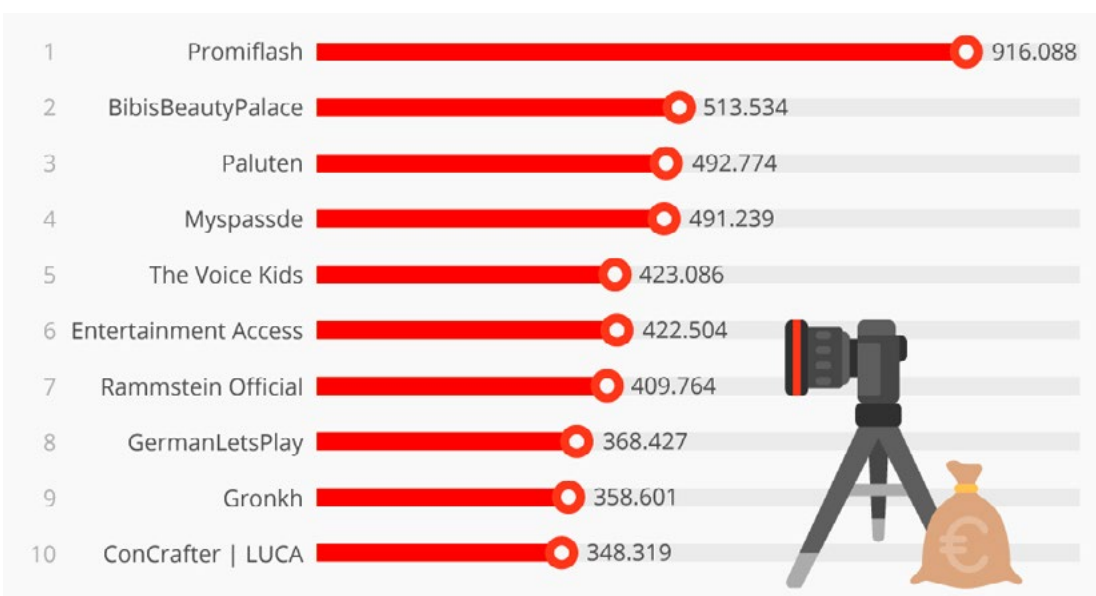 1 Promiflash 916.088
2 BibisBeautyPalace 513.534
3 Paluten 492.774
4 Myspassde 491.239
5 The Voice Kids 423.086
6 Entertainment Access 422.504
7 Rammstein Official 409.764
8 GermanLetsPlay 368.427
9 Gronkh 358.601
10 ConCrafter | LUCA 348.319
€